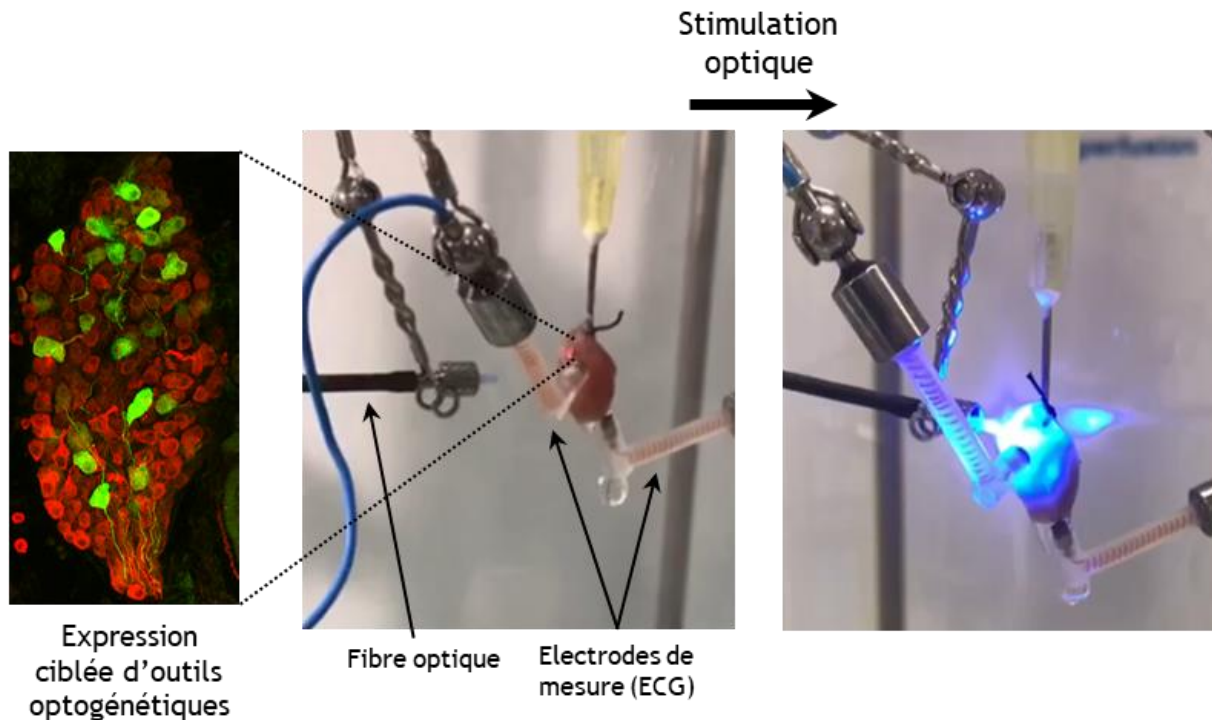 Stimulation
optique
perfusion
Expression
ciblée d'outils
optogénétiques
Fibre optique
Electrodes de
mesure (ECG)